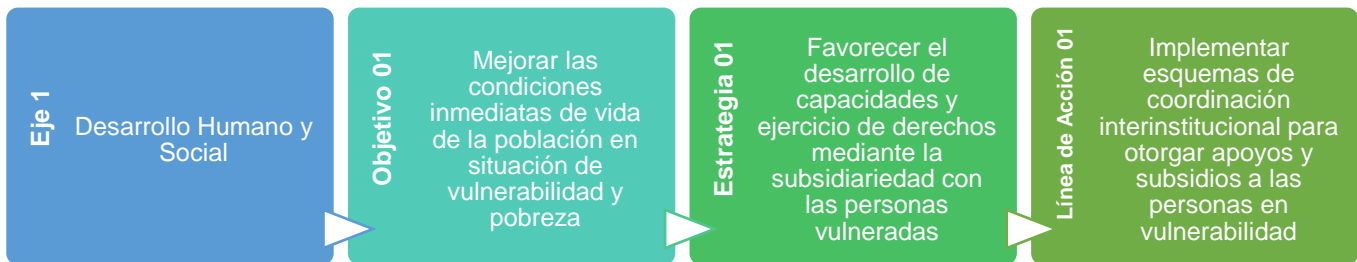 Eje 1
Desarrollo Humano y
Social
Objetivo 01
Mejorar las
condiciones
inmediatas de vida
de la población en
situación de
vulnerabilidad y
pobreza
Estrategia 01
Favorecer el
desarrollo de
capacidades y
ejercicio de derechos
mediante la
subsidiariedad con
las personas
vulneradas
Línea de Acción 01
Implementar
esquemas de
coordinación
interinstitucional para
otorgar apoyos y
subsidios a las
personas en
vulnerabilidad